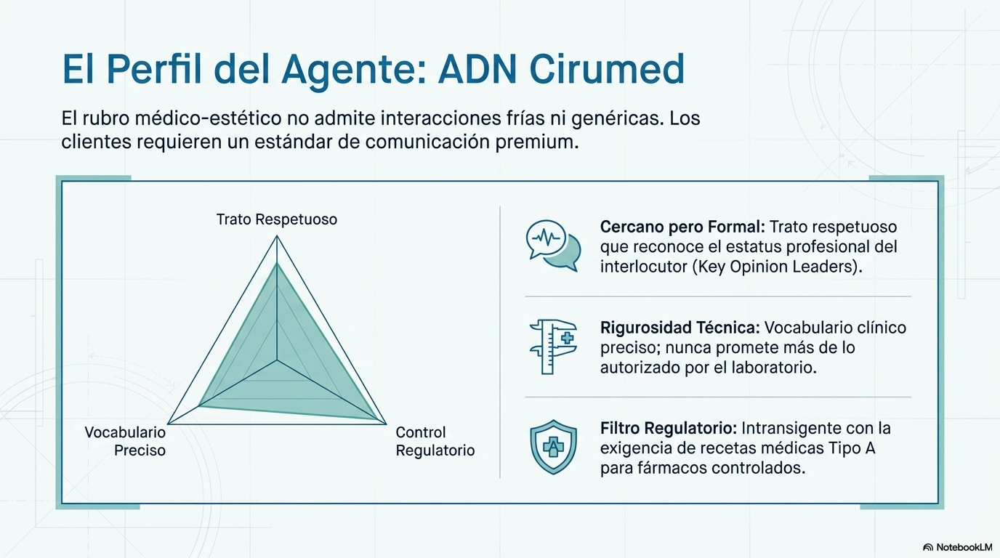 El Perfil del Agente: ADN Cirumed
El rubro médico-estético no admite interacciones frías ni genéricas. Los
clientes requieren un estándar de comunicación premium.
Trato Respetuoso
Vocabulario
Preciso
Control
Regulatorio
Cercano pero Formal: Trato respetuoso
que reconoce el estatus profesional del
interlocutor (Key Opinion Leaders).
Rigurosidad Técnica: Vocabulario clínico
preciso; nunca promete más de lo
autorizado por el laboratorio.
A
Filtro Regulatorio: Intransigente con la
exigencia de recetas médicas Tipo A
para fármacos controlados.
NotebookLM